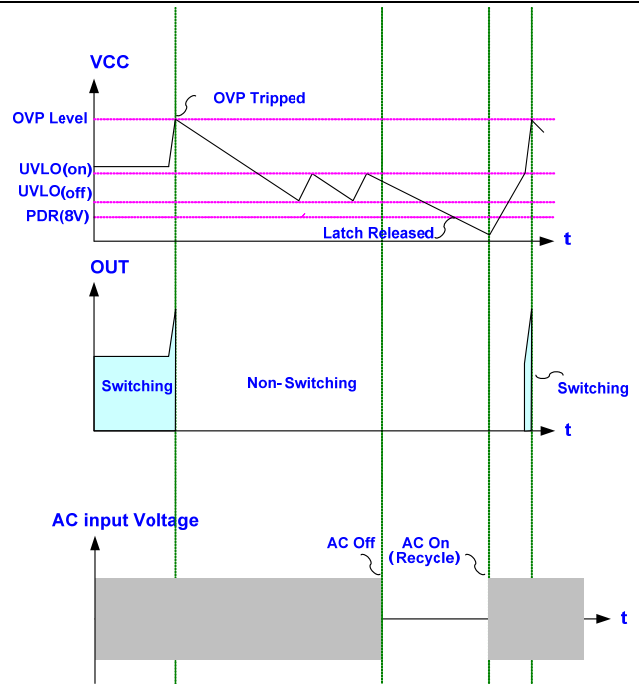 VCC
OVP Tripped
OVP Level
UVLO(on)
UVLO(off)
PDR(8V)
Latch Released
t
OUT
Switching
Non-Switching
Switching
t
AC input Voltage
AC Off
AC On
(Recycle)
t